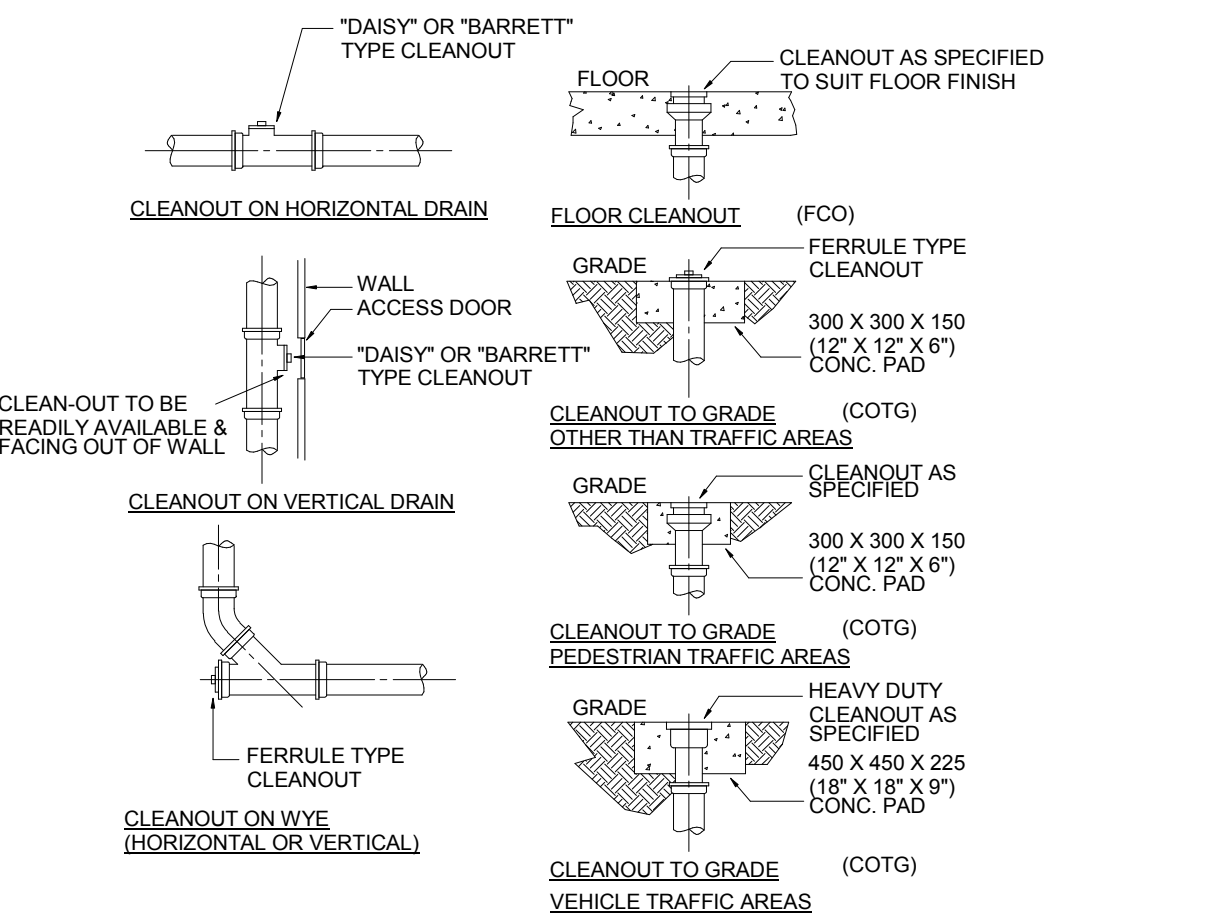 "DAISY" OR "BARRETT"
TYPE CLEANOUT
CLEANOUT ON HORIZONTAL DRAIN
WALL
ACCESS DOOR
"DAISY" OR "BARRETT"
TYPE CLEANOUT
CLEAN-OUT TO BE
READILY AVAILABLE &
FACING OUT OF WALL
CLEANOUT ON VERTICAL DRAIN
FERRULE TYPE
CLEANOUT
CLEANOUT ON WYE
(HORIZONTAL OR VERTICAL)
FLOOR
CLEANOUT AS SPECIFIED
TO SUIT FLOOR FINISH
FLOOR CLEANOUT (FCO)
GRADE
FERRULE TYPE
CLEANOUT
300 X 300 X 150
(12" X 12" X 6")
CONC. PAD
CLEANOUT TO GRADE (COTG)
OTHER THAN TRAFFIC AREAS
GRADE
CLEANOUT AS
SPECIFIED
300 X 300 X 150
(12" X 12" X 6")
CONC. PAD
CLEANOUT TO GRADE (COTG)
PEDESTRIAN TRAFFIC AREAS
GRADE
HEAVY DUTY
CLEANOUT AS
SPECIFIED
450 X 450 X 225
(18" X 18" X 9")
CONC. PAD
CLEANOUT TO GRADE (COTG)
VEHICLE TRAFFIC AREAS